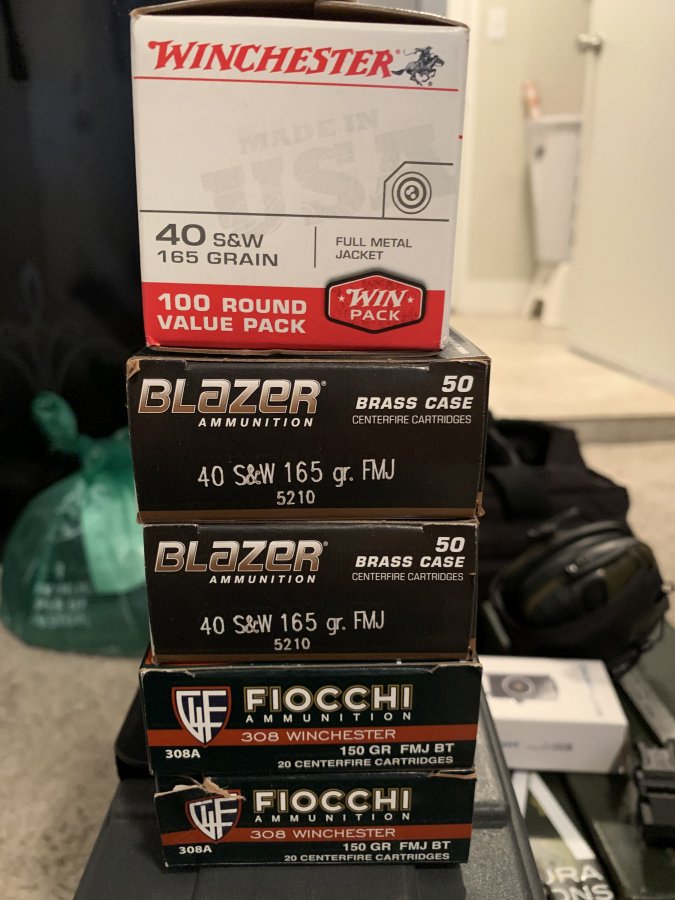 WINCHESTER
MADE IN
USA
40 S&W
165 GRAIN
FULL METAL
JACKET
100 ROUND
VALUE PACK
WIN
PACK
BLAZER
AMMUNITION
50
BRASS CASE
CENTERFIRE CARTRIDGES
40 S&W 165 gr. FMJ
5210
BLAZER
AMMUNITION
50
BRASS CASE
CENTERFIRE CARTRIDGES
40 S&W 165 gr. FMJ
5210
FIOCCHI
AMMUNITION
308 WINCHESTER
308A
150 GR FMJ BT
20 CENTERFIRE CARTRIDGES
FIOCCHI
AMMUNITION
308 WINCHESTER
308A
150 GR FMJ BT
20 CENTERFIRE CARTRIDGES